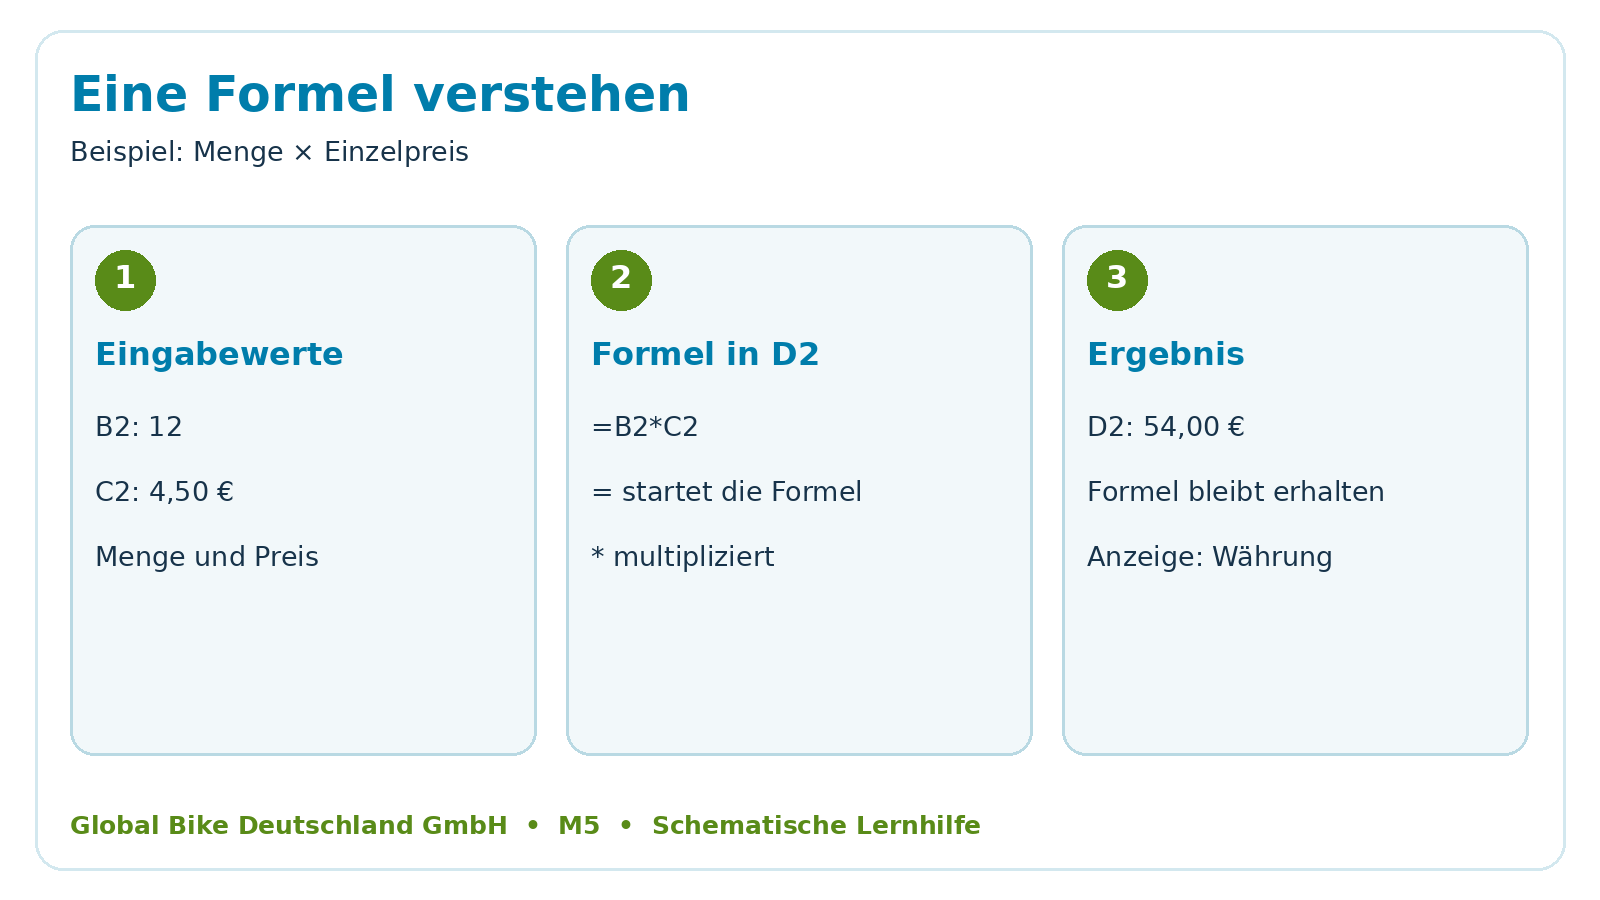 Eine Formel verstehen
Beispiel: Menge × Einzelpreis
1
Eingabewerte
B2: 12
C2: 4,50 €
Menge und Preis
2
Formel in D2
=B2*C2
= startet die Formel
* multipliziert
3
Ergebnis
D2: 54,00 €
Formel bleibt erhalten
Anzeige: Währung
Global Bike Deutschland GmbH • M5 • Schematische Lernhilfe